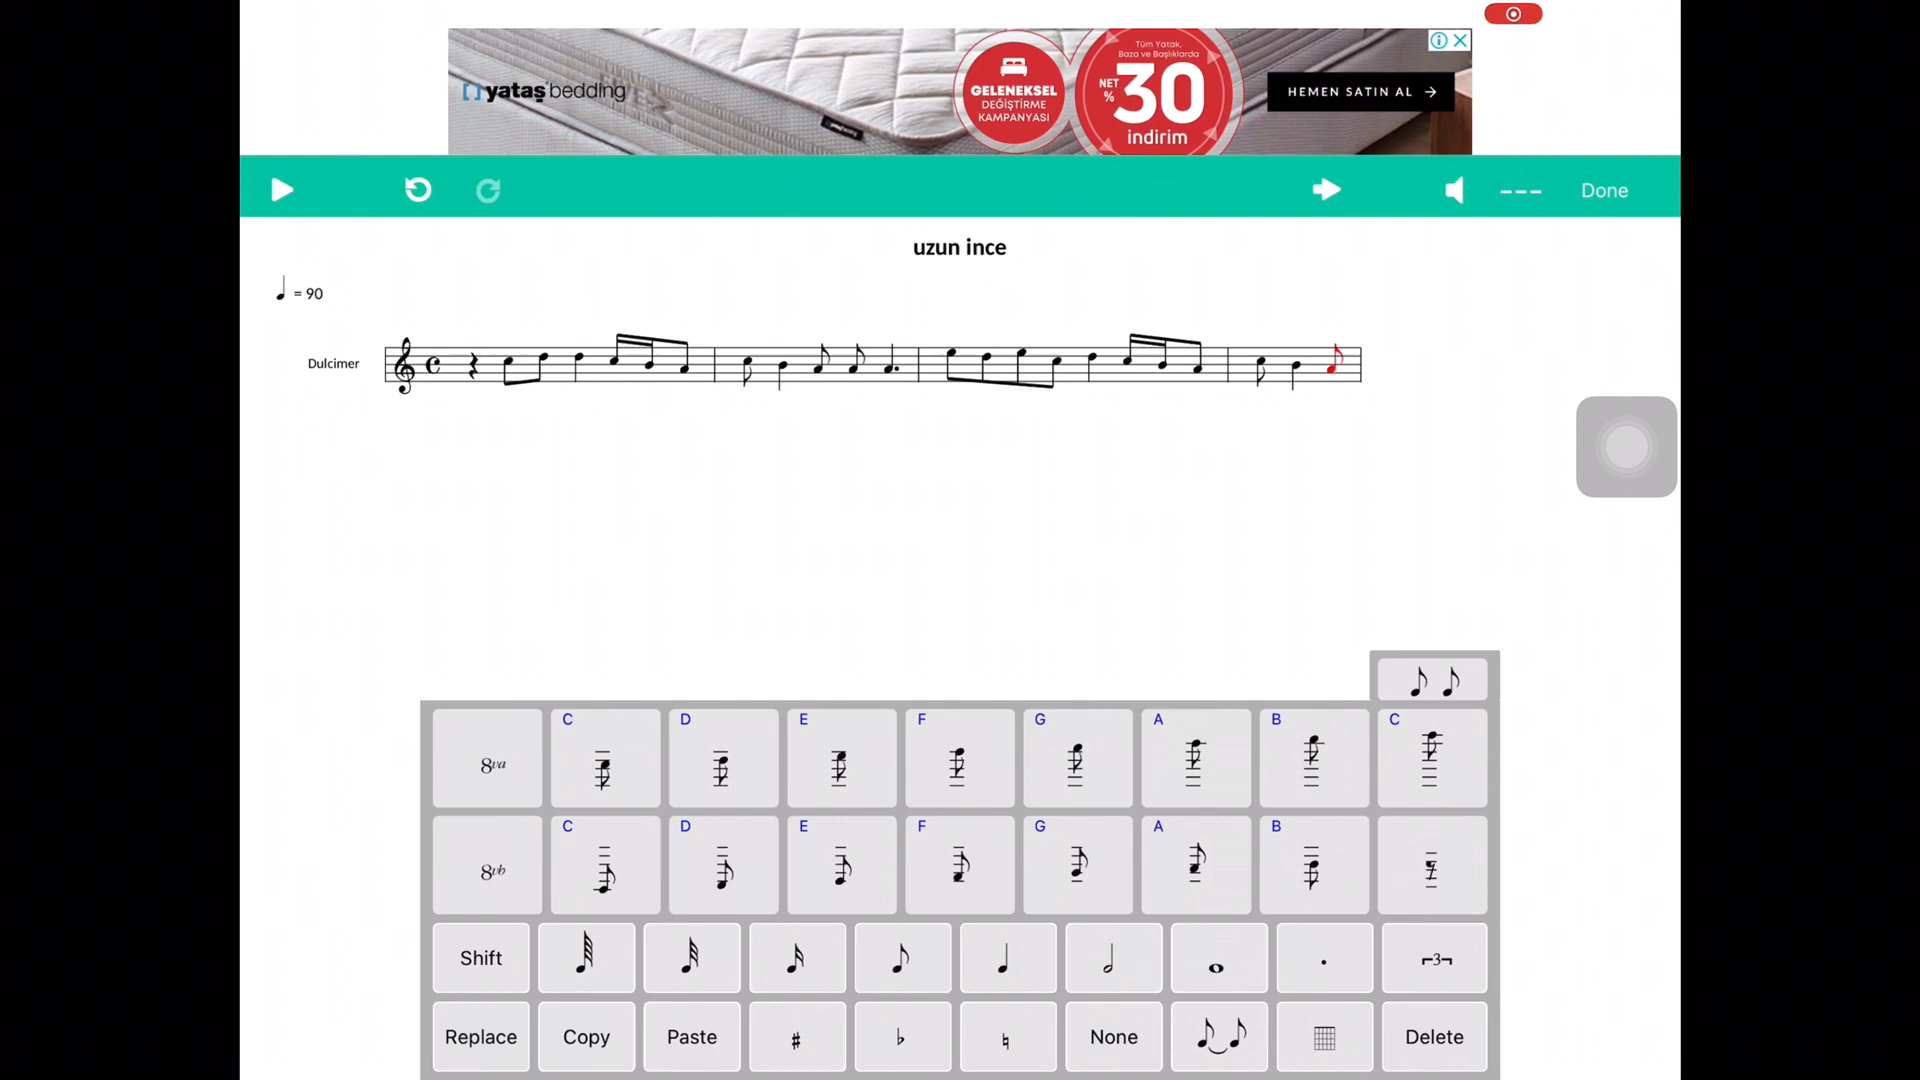 yataş bedding
GELENEKSEL
DEĞİŞTİRME
KAMPANYASI
Tüm Yatak,
Baza ve Başlıklarda
NET
%
30
indirim
HEMEN SATIN AL
Done
uzun ince
= 90
Dulcimer
8va
C
D
E
F
G
A
B
C
8vb
C
D
E
F
G
A
B
Shift
3
Replace
Copy
Paste
None
Delete